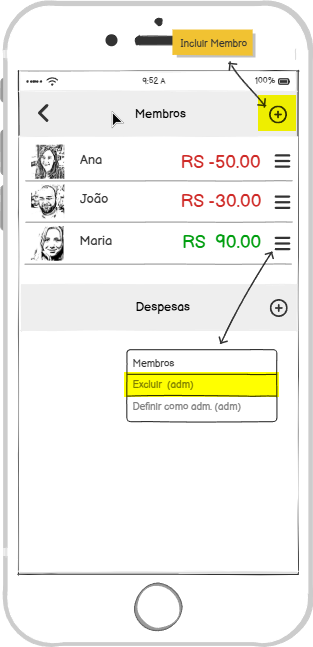 Incluir Membro
9:52 A
100%
Membros
Ana RS -50.00
João RS -30.00
Maria RS 90.00
Despesas
Membros
Excluir (adm)
Definir como adm. (adm)